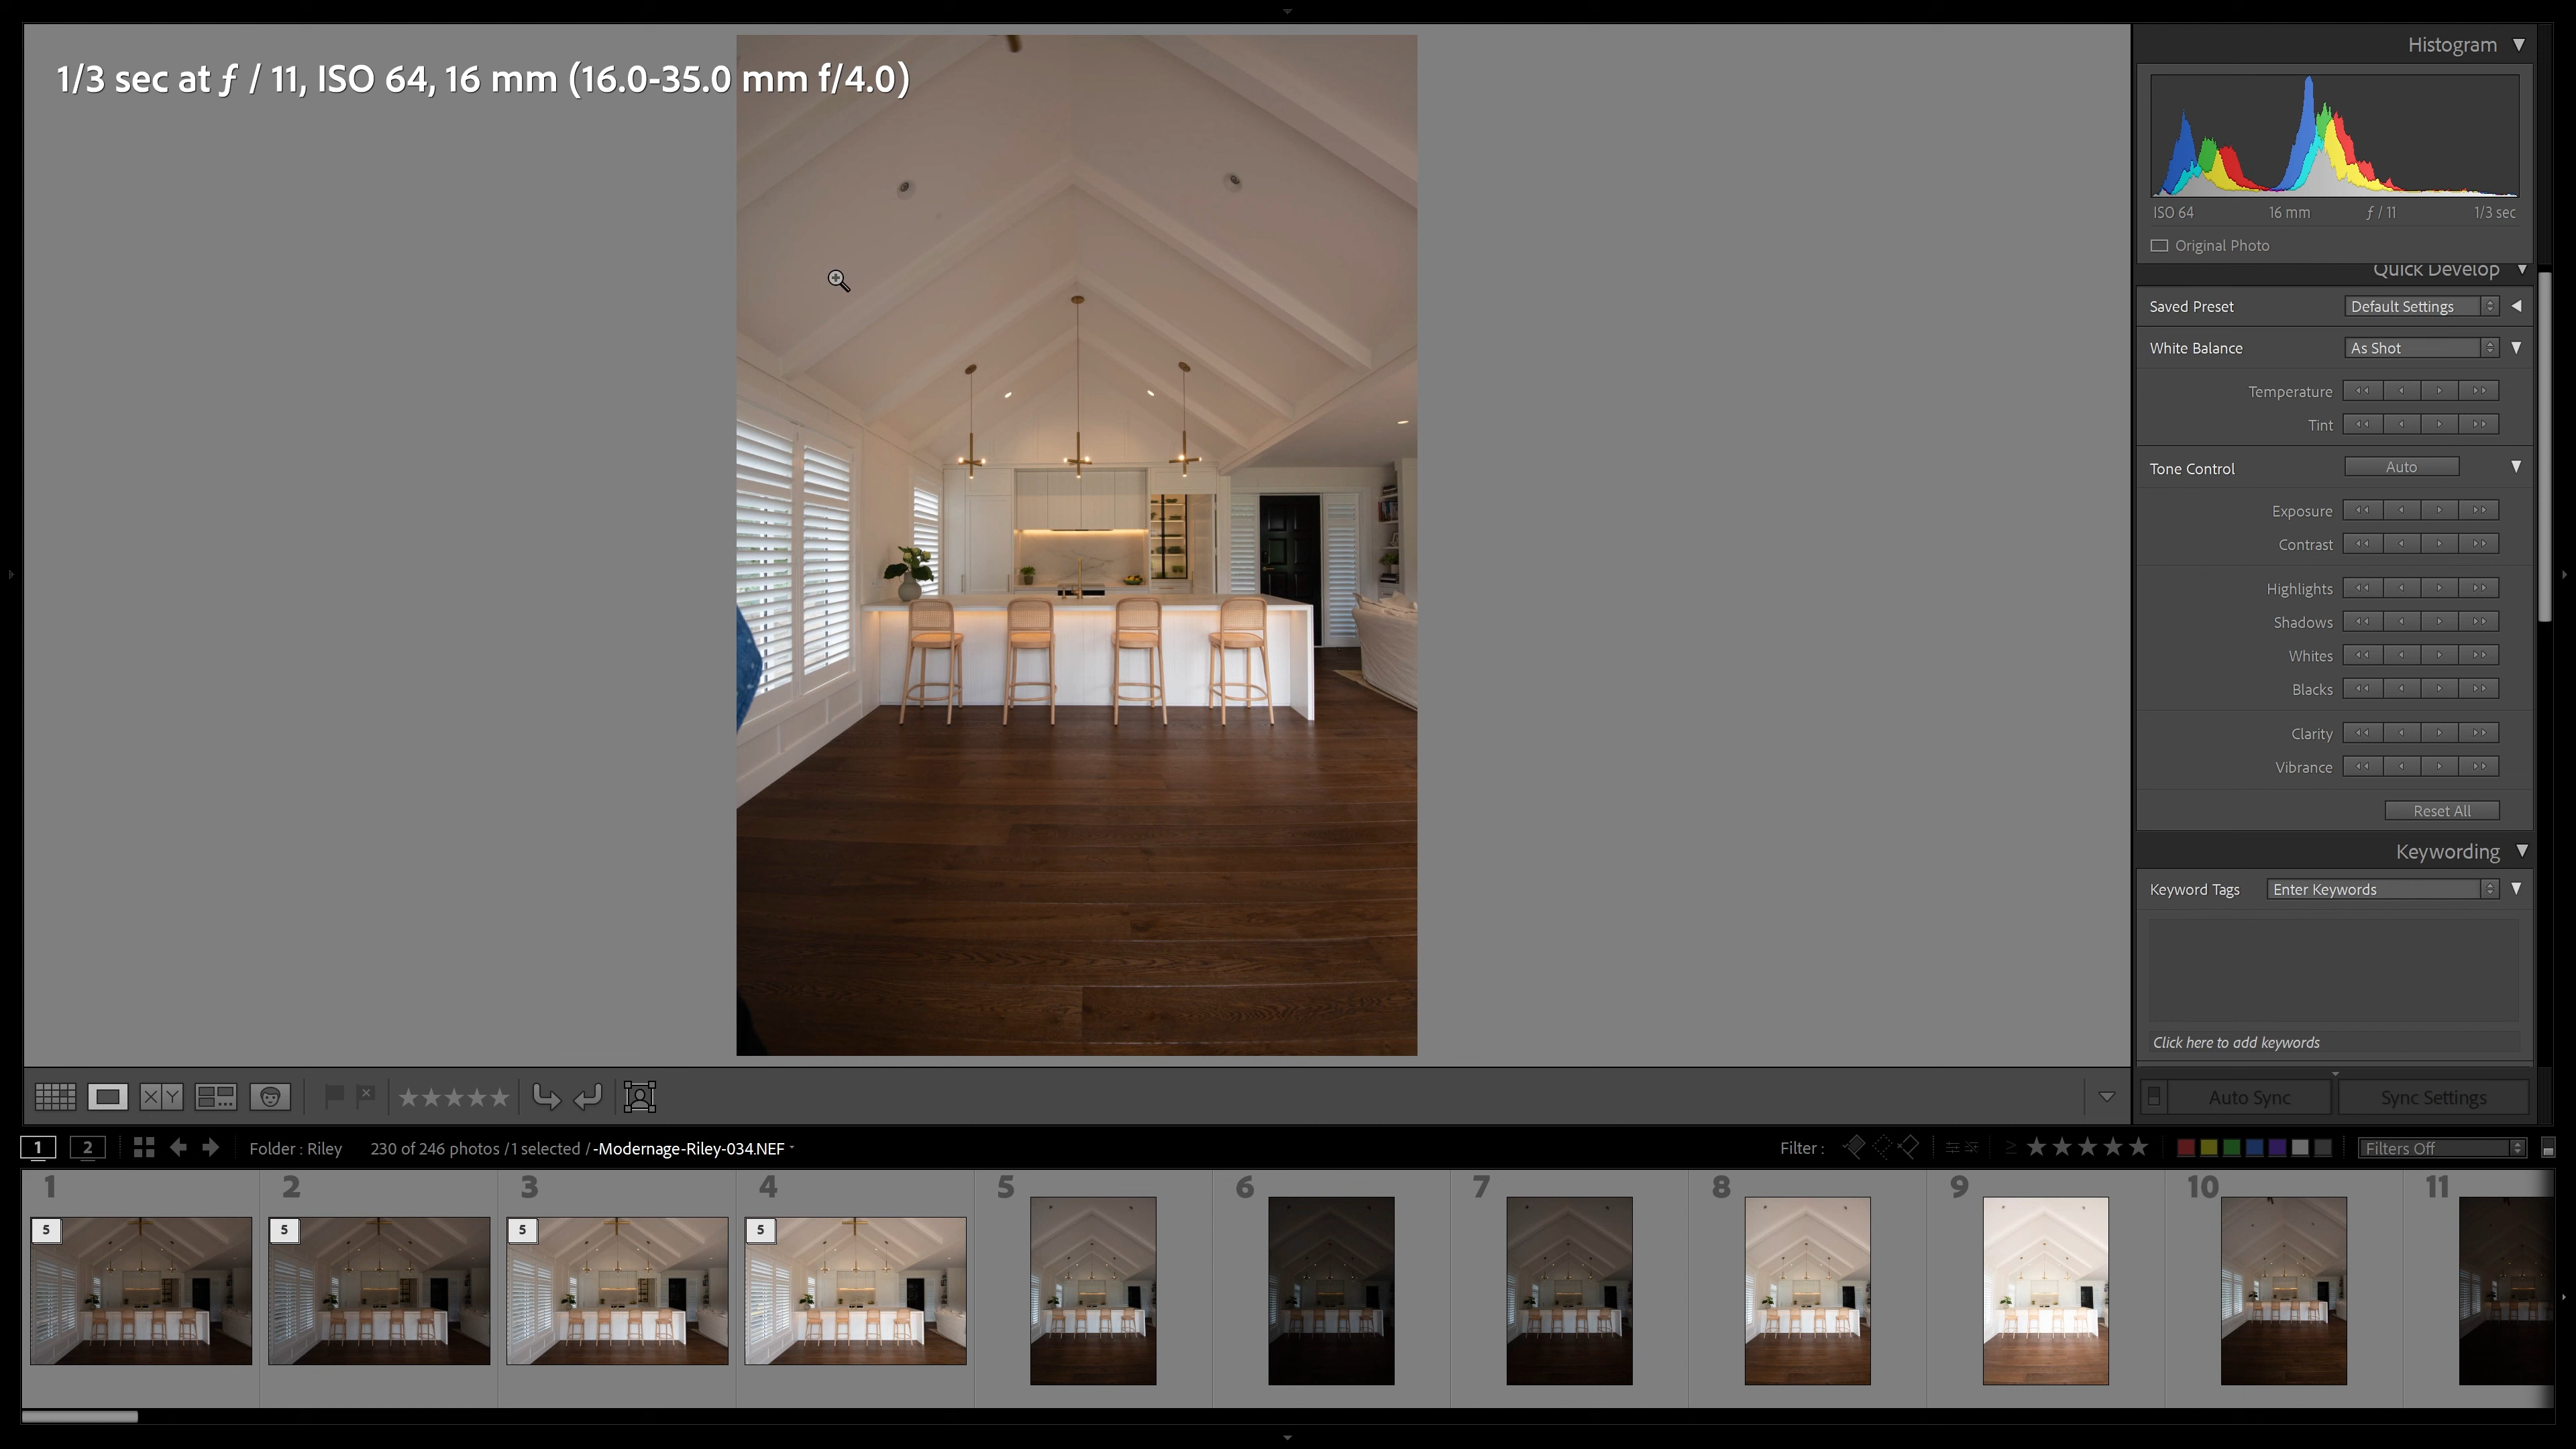 1/3 sec at ƒ / 11, ISO 64, 16 mm (16.0-35.0 mm f/4.0)
Histogram
ISO 64 16 mm ƒ / 11 1/3 sec
Original Photo
Quick Develop
Saved Preset Default Settings
White Balance As Shot
Temperature
Tint
Tone Control Auto
Exposure
Contrast
Highlights
Shadows
Whites
Blacks
Clarity
Vibrance
Reset All
Keywording
Keyword Tags Enter Keywords
Click here to add keywords
X Y
Auto Sync Sync Settings
1 2 Folder : Riley 230 of 246 photos / 1 selected / -Modernage-Riley-034.NEF Filter : ≥ Filters Off
1 2 3 4 5 6 7 8 9 10 11
5 5 5 5